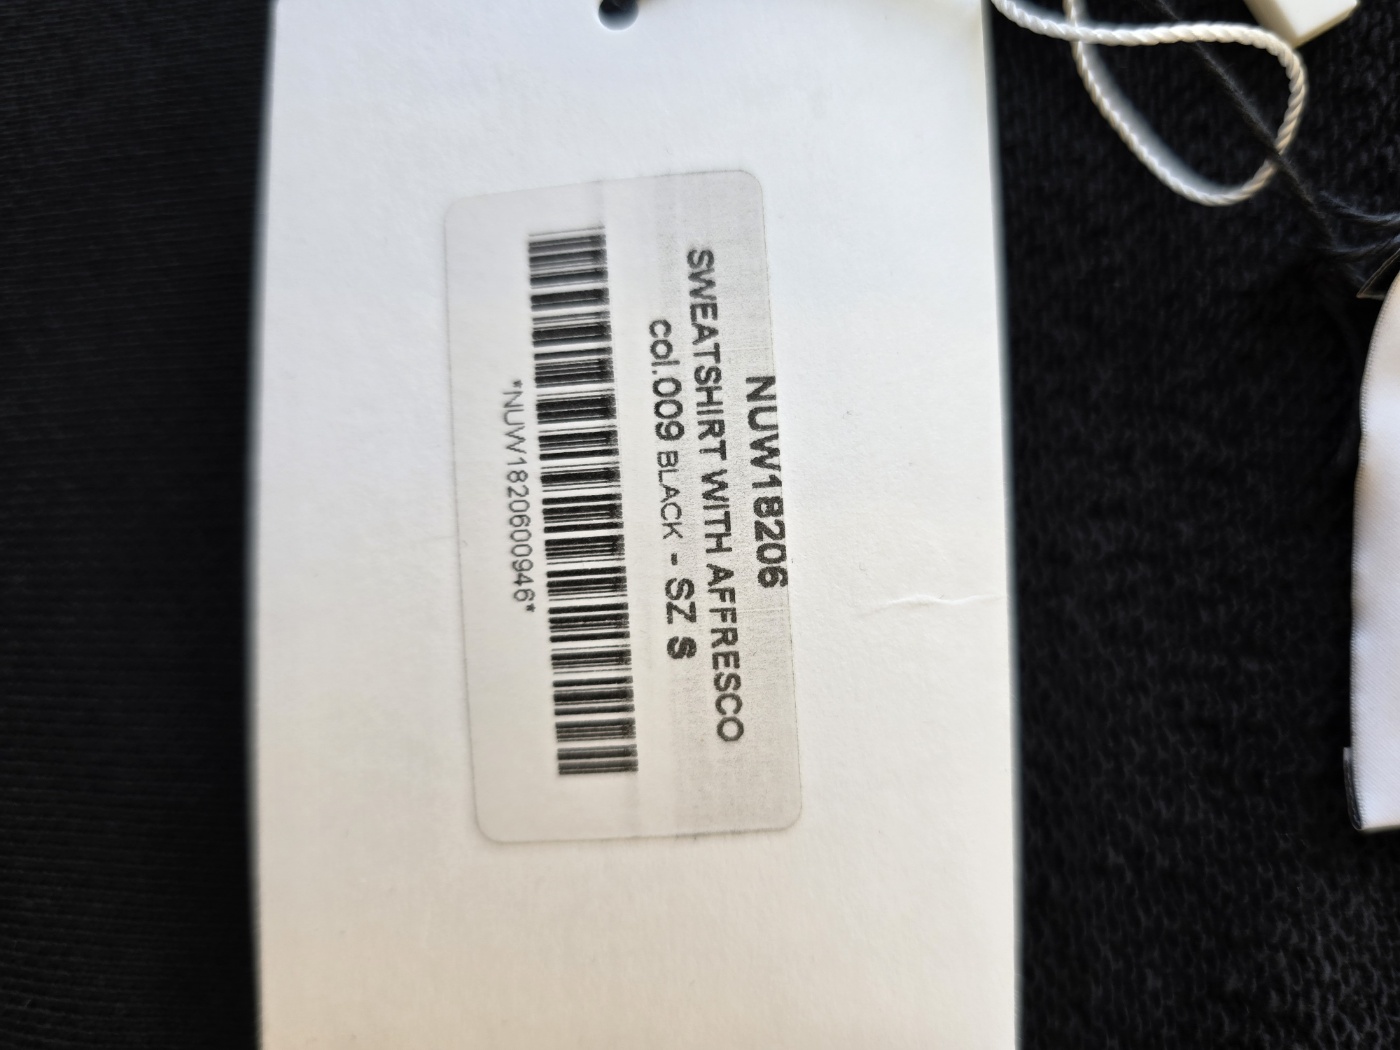 NUW18206
SWEATSHIRT WITH AFFRESCO
col.009 BLACK - SZ S
*NUW1820600946*